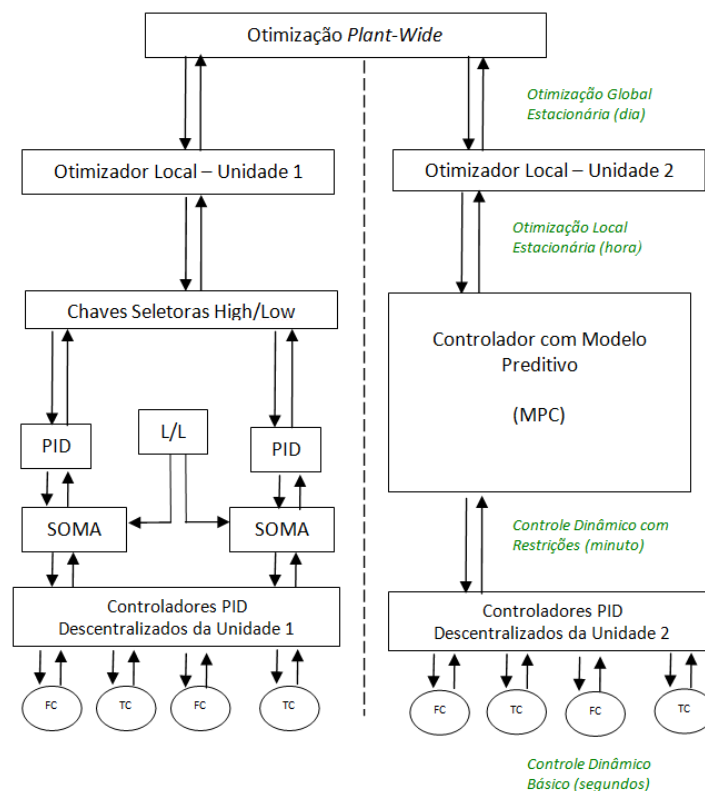 Otimização Plant-Wide
Otimização Global
Estacionária (dia)
Otimizador Local – Unidade 1
Otimizador Local – Unidade 2
Otimização Local
Estacionária (hora)
Chaves Seletoras High/Low
Controlador com Modelo
Preditivo
(MPC)
L/L
PID
PID
SOMA
SOMA
Controle Dinâmico com
Restrições (minuto)
Controladores PID
Descentralizados da Unidade 1
Controladores PID
Descentralizados da Unidade 2
FC
TC
FC
TC
FC
TC
FC
TC
Controle Dinâmico
Básico (segundos)